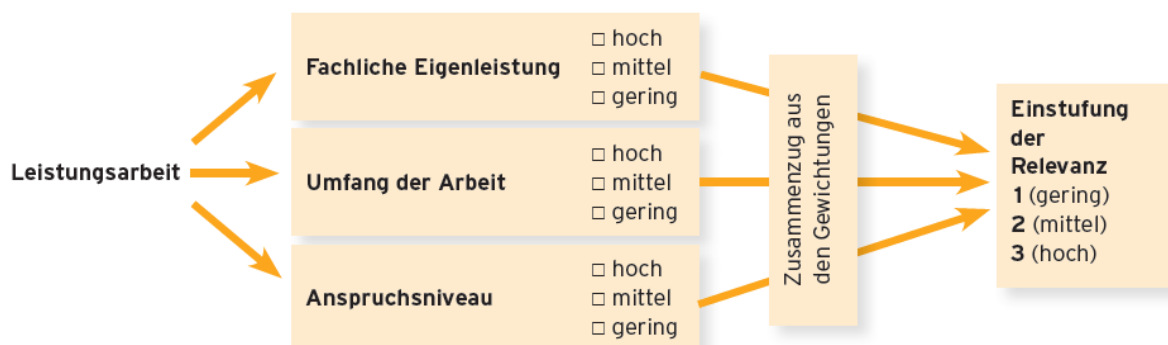 Leistungsarbeit
Fachliche Eigenleistung
□ hoch
□ mittel
□ gering
Umfang der Arbeit
□ hoch
□ mittel
□ gering
Anspruchsniveau
□ hoch
□ mittel
□ gering
Zusammenzug aus
den Gewichtungen
Einstufung
der
Relevanz
1 (gering)
2 (mittel)
3 (hoch)